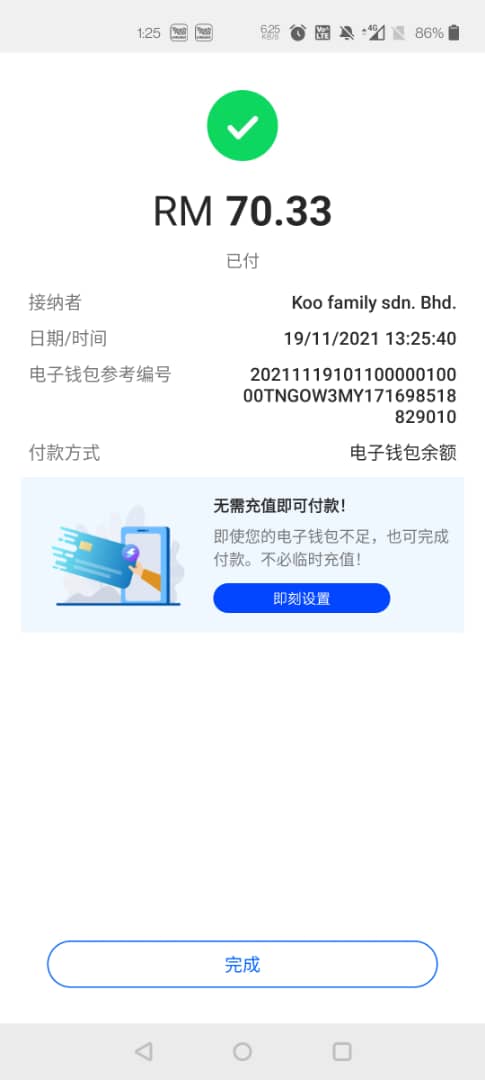 1:25
6.25
KB/S
VoLTE
4G
86%
RM 70.33
已付
接纳者 Koo family sdn. Bhd.
日期/时间 19/11/2021 13:25:40
电子钱包参考编号 20211119101100000100
00TNGOW3MY171698518
829010
付款方式 电子钱包余额
无需充值即可付款！
即使您的电子钱包不足，也可完成
付款。不必临时充值！
即刻设置
完成